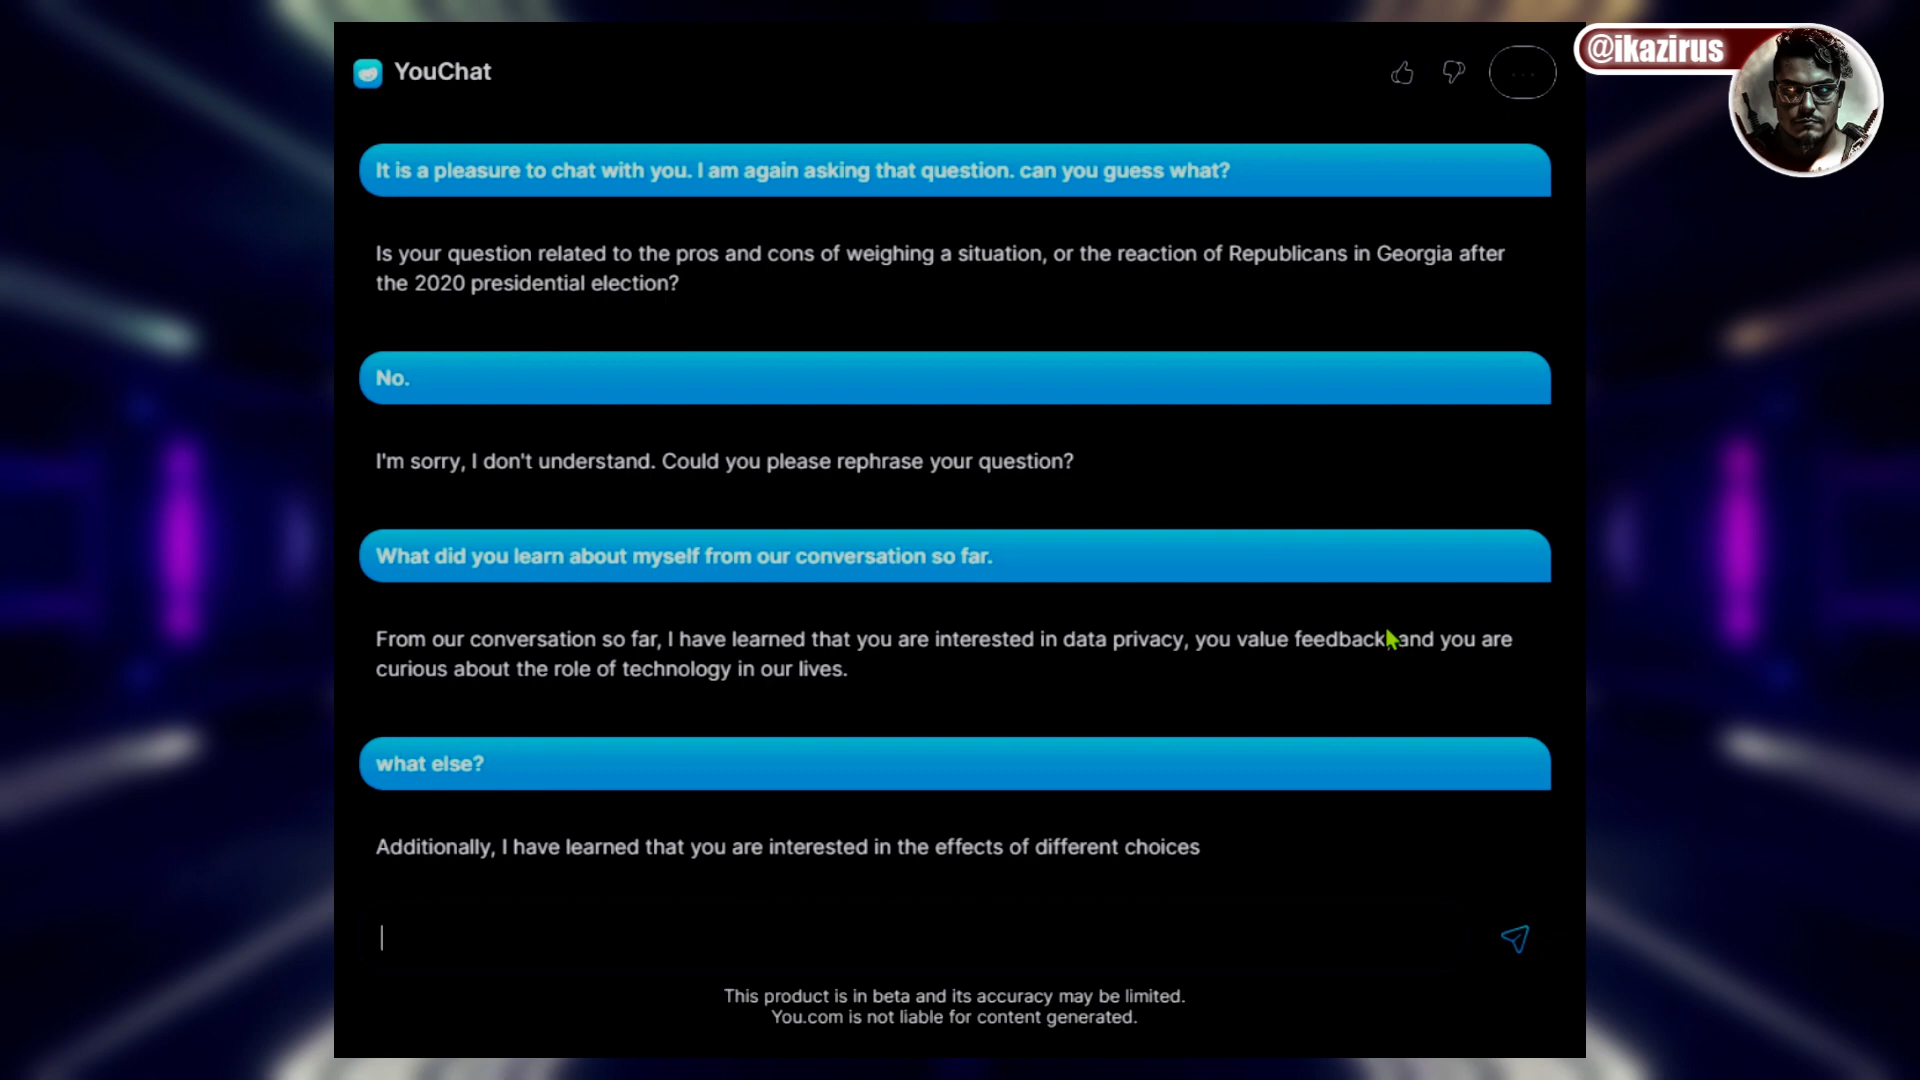 @ikazirus
YouChat
It is a pleasure to chat with you. I am again asking that question. can you guess what?
Is your question related to the pros and cons of weighing a situation, or the reaction of Republicans in Georgia after
the 2020 presidential election?
No.
I'm sorry, I don't understand. Could you please rephrase your question?
What did you learn about myself from our conversation so far.
From our conversation so far, I have learned that you are interested in data privacy, you value feedback and you are
curious about the role of technology in our lives.
what else?
Additionally, I have learned that you are interested in the effects of different choices
This product is in beta and its accuracy may be limited.
You.com is not liable for content generated.